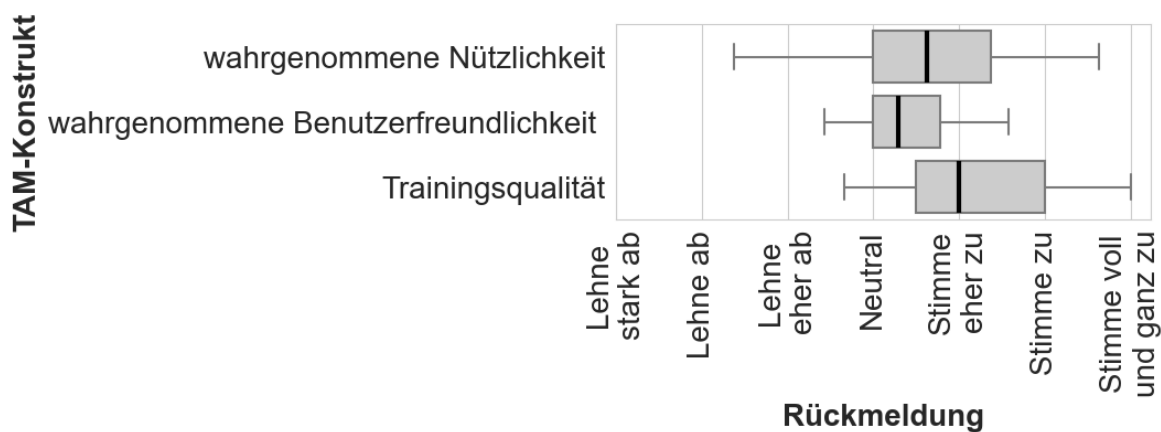 TAM-Konstrukt
wahrgenommene Nützlichkeit
wahrgenommene Benutzerfreundlichkeit
Trainingsqualität
Lehne
stark ab
Lehne ab
Lehne
eher ab
Neutral
Stimme
eher zu
Stimme zu
Stimme voll
und ganz zu
Rückmeldung